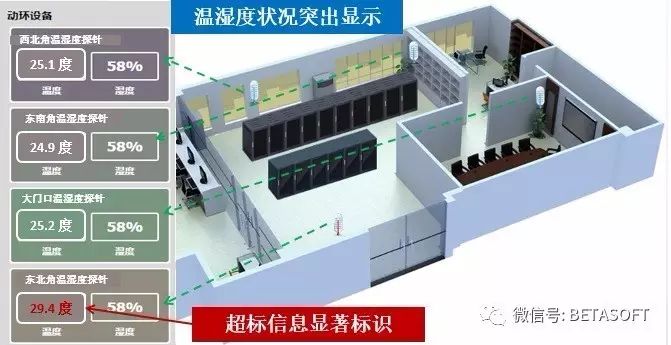 动环设备
温湿度状况突出显示
西北角温湿度探针
25.1 度
58%
温度
湿度
东南角温湿度探针
24.9 度
58%
温度
湿度
大门口温湿度探针
25.2 度
58%
温度
湿度
东北角温湿度探针
29.4 度
58%
温度
湿度
超标信息显著标识
微信号: BETASOFT